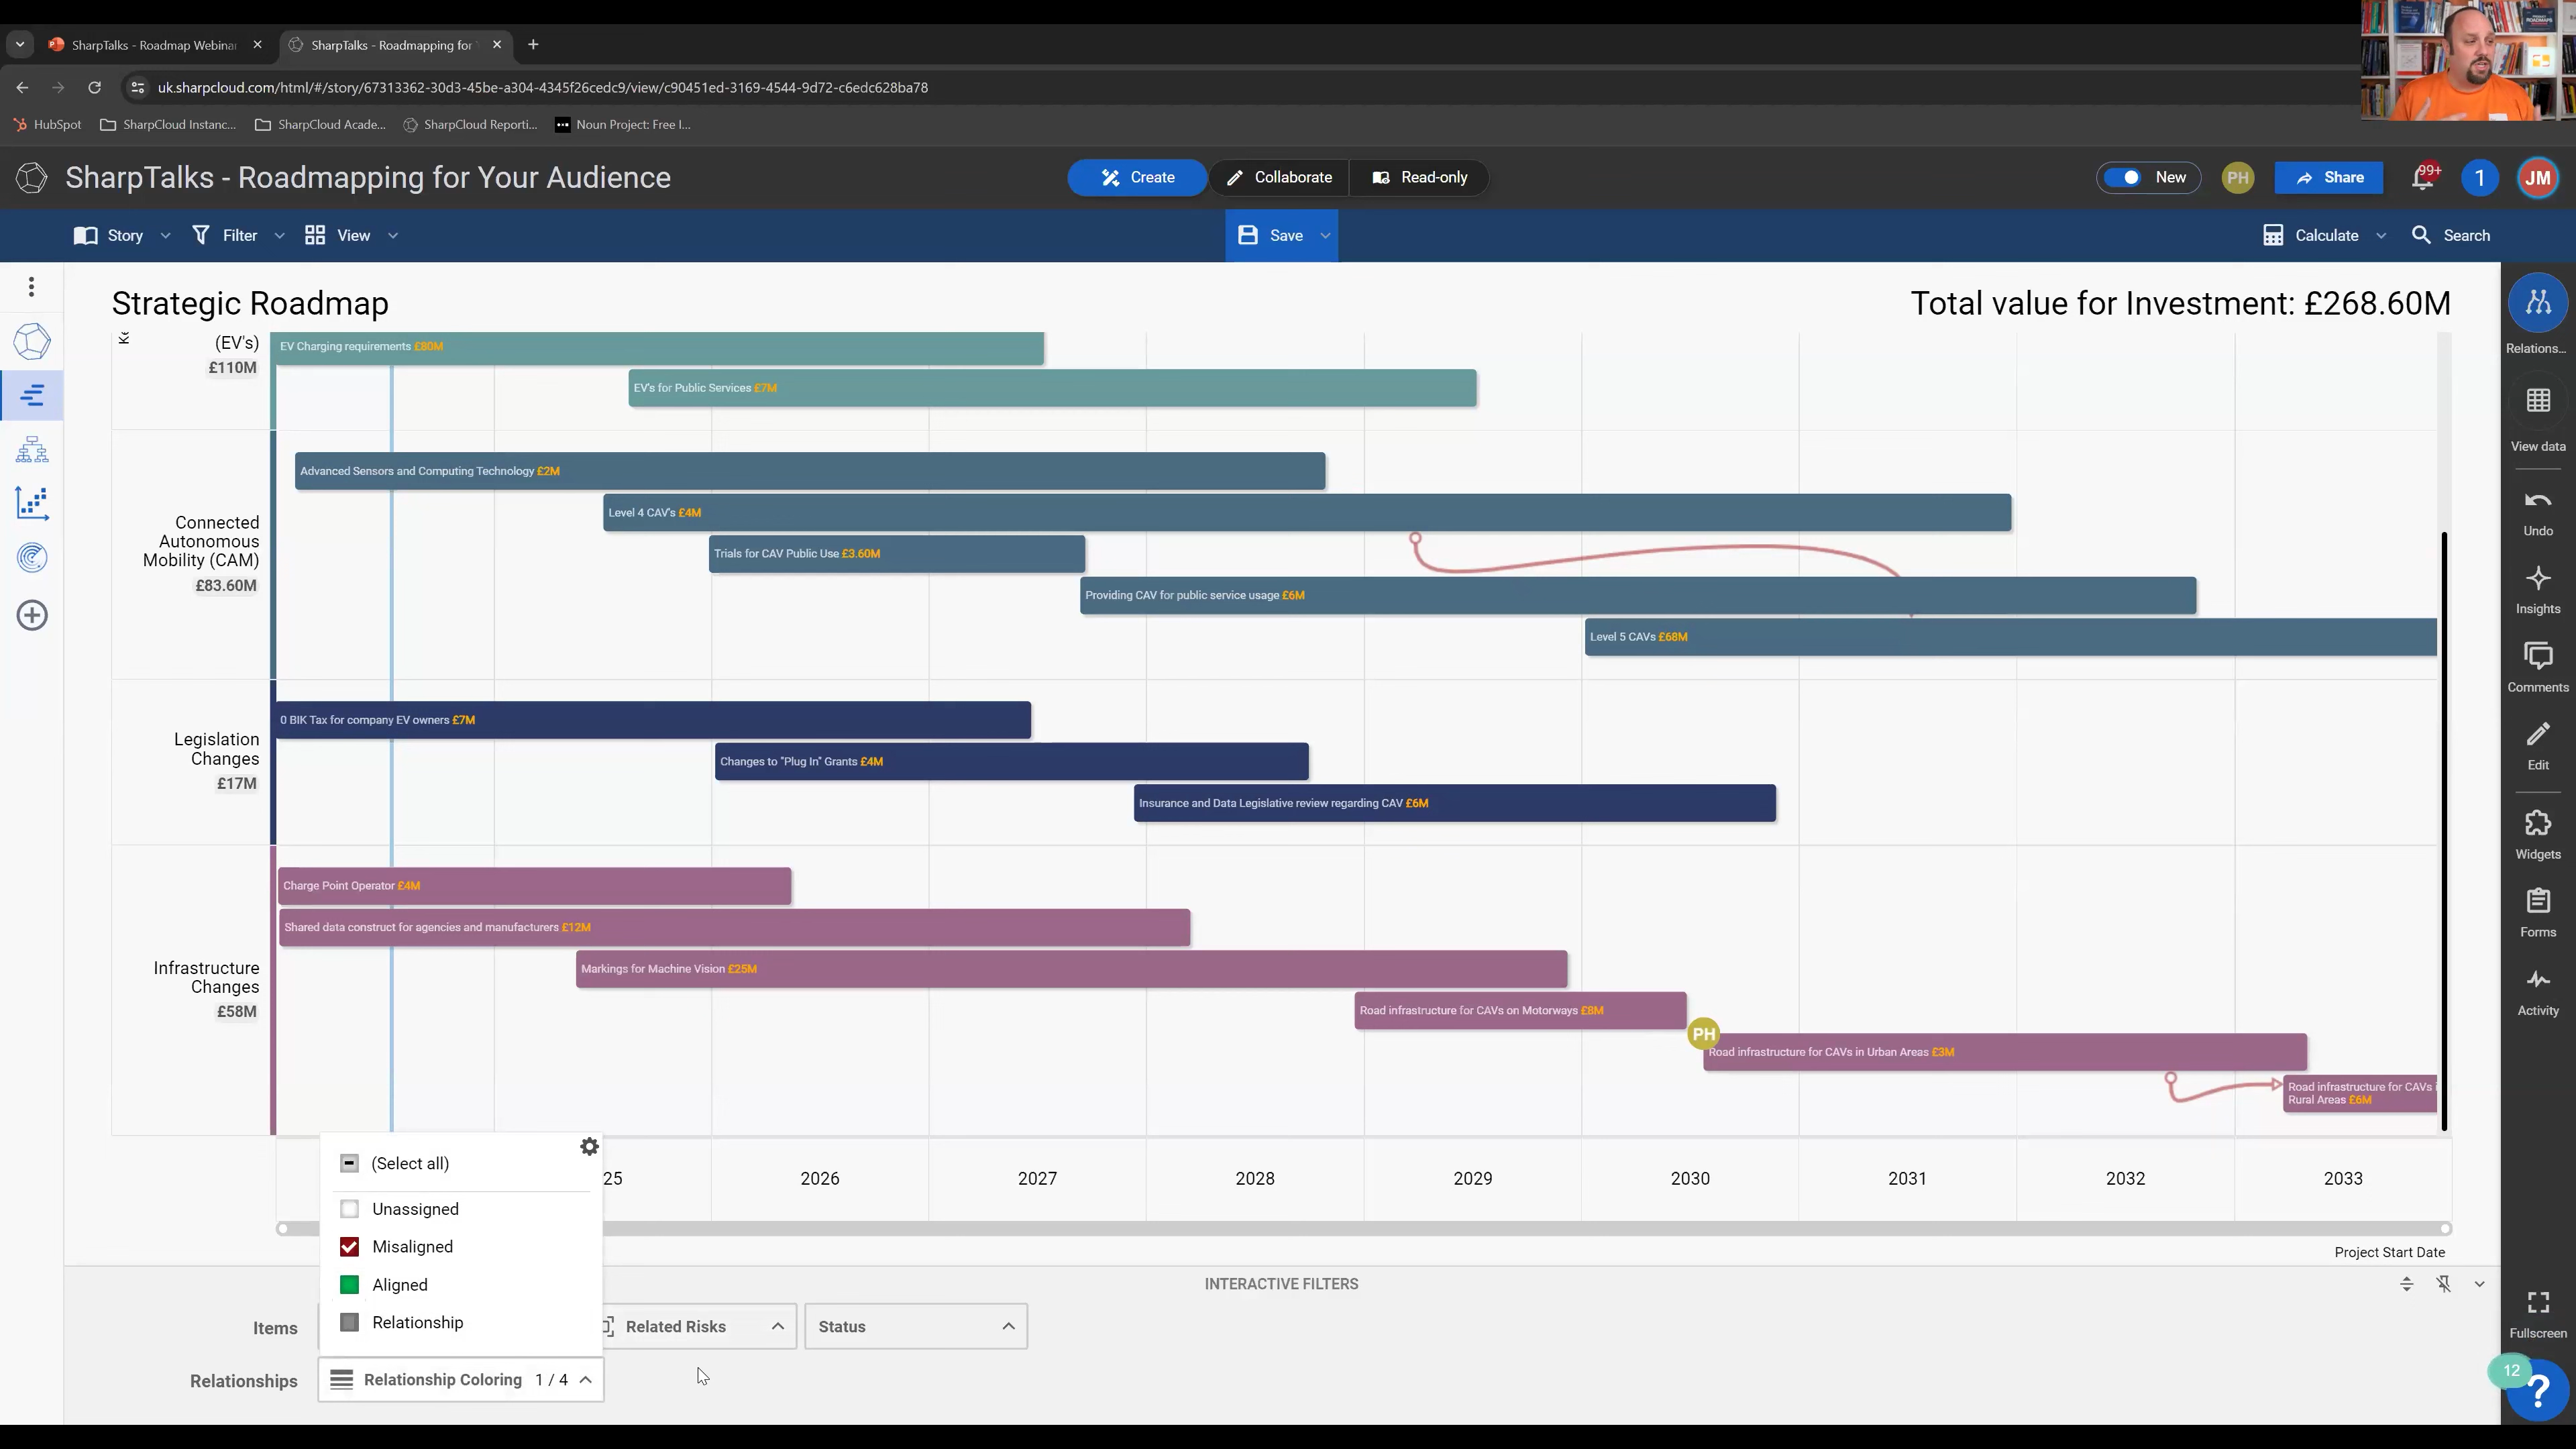 SharpTalks - Roadmap Webinar
SharpTalks - Roadmapping for
uk.sharpcloud.com/html/#/story/67313362-30d3-45be-a304-4345f26cedc9/view/c90451ed-3169-4544-9d72-c6edc628ba78
HubSpot
SharpCloud Instanc...
SharpCloud Acade...
SharpCloud Reporti...
Noun Project: Free I...
SharpTalks - Roadmapping for Your Audience
Create
Collaborate
Read-only
New
PH
Share
99+
1
JM
Story
Filter
View
Save
Calculate
Search
Strategic Roadmap
Total value for Investment: £268.60M
(EV's)
£110M
EV Charging requirements £80M
EV's for Public Services £7M
Connected
Autonomous
Mobility (CAM)
£83.60M
Advanced Sensors and Computing Technology £2M
Level 4 CAV's £4M
Trials for CAV Public Use £3.60M
Providing CAV for public service usage £6M
Level 5 CAVs £68M
Legislation
Changes
£17M
0 BIK Tax for company EV owners £7M
Changes to "Plug In" Grants £4M
Insurance and Data Legislative review regarding CAV £6M
Infrastructure
Changes
£58M
Charge Point Operator £4M
Shared data construct for agencies and manufacturers £12M
Markings for Machine Vision £25M
Road infrastructure for CAVs on Motorways £8M
PH
Road infrastructure for CAVs in Urban Areas £3M
Road infrastructure for CAVs
Rural Areas £6M
25
2026
2027
2028
2029
2030
2031
2032
2033
Project Start Date
(Select all)
Unassigned
Misaligned
Aligned
Relationship
INTERACTIVE FILTERS
Items
Related Risks
Status
Relationships
Relationship Coloring 1 / 4
Relations...
View data
Undo
Insights
Comments
Edit
Widgets
Forms
Activity
Fullscreen
12
?